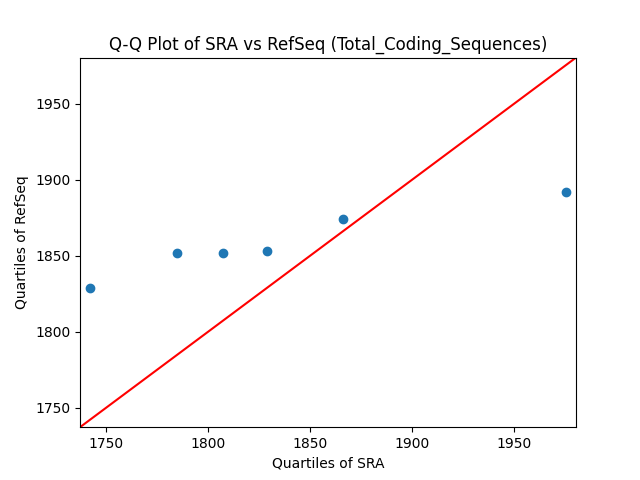 Q-Q Plot of SRA vs RefSeq (Total_Coding_Sequences)
Quartiles of RefSeq
1950
1900
1850
1800
1750
1750 1800 1850 1900 1950
Quartiles of SRA